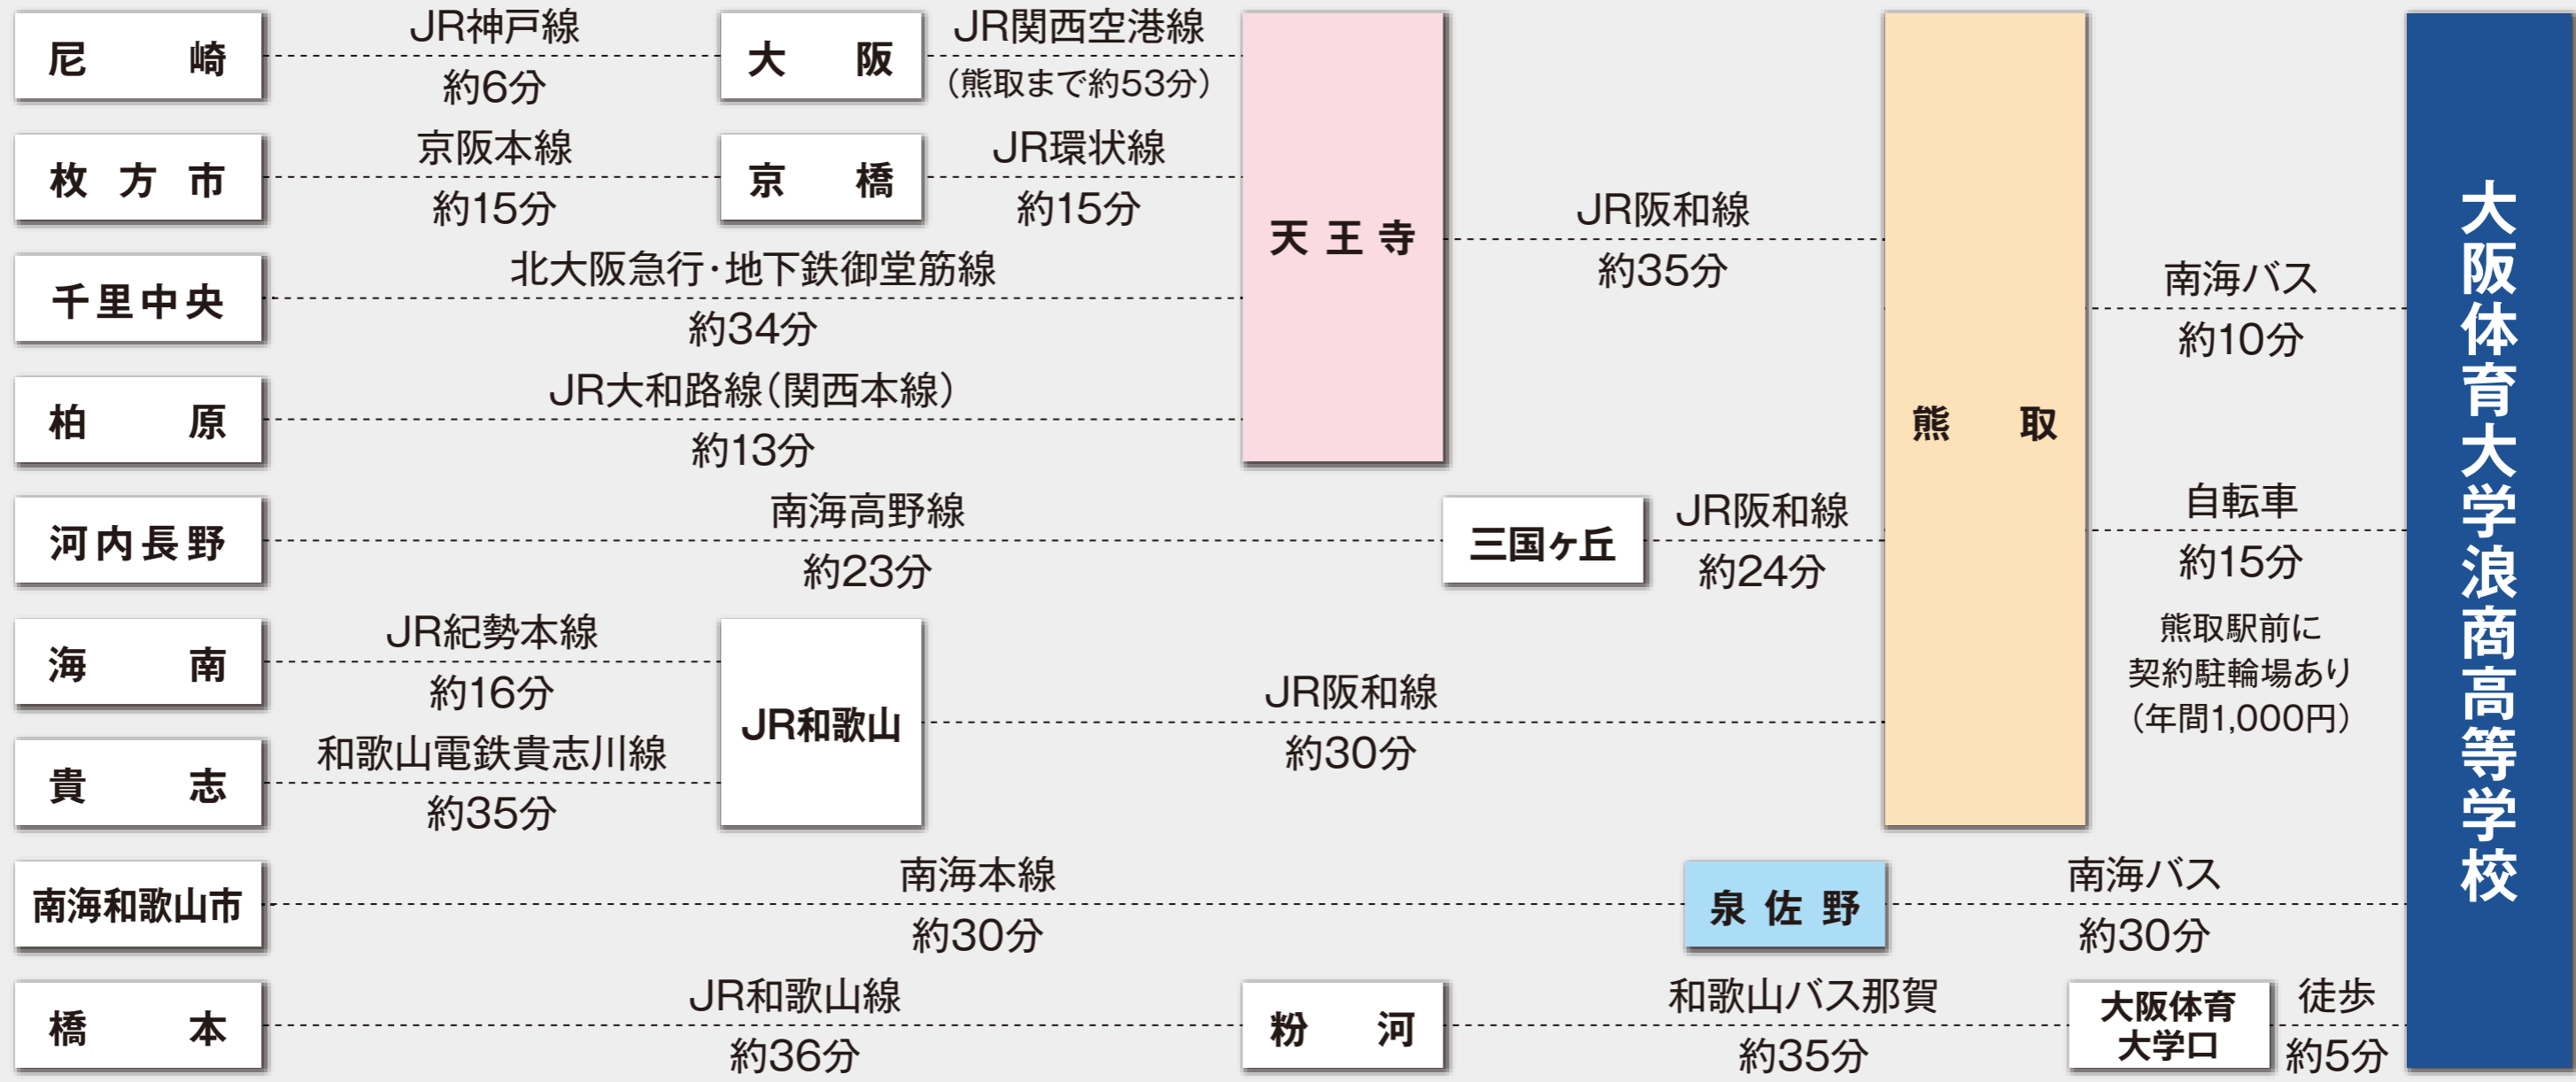 尼崎
JR神戸線
約6分
大阪
JR関西空港線
（熊取まで約53分）
枚方市
京阪本線
約15分
京橋
JR環状線
約15分
千里中央
北大阪急行・地下鉄御堂筋線
約34分
柏原
JR大和路線（関西本線）
約13分
天王寺
JR阪和線
約35分
河内長野
南海高野線
約23分
三国ヶ丘
JR阪和線
約24分
海南
JR紀勢本線
約16分
貴志
和歌山電鉄貴志川線
約35分
JR和歌山
JR阪和線
約30分
熊取
南海バス
約10分
自転車
約15分
熊取駅前に
契約駐輪場あり
（年間1,000円）
南海和歌山市
南海本線
約30分
泉佐野
南海バス
約30分
橋本
JR和歌山線
約36分
粉河
和歌山バス那賀
約35分
大阪体育
大学口
徒歩
約5分
大阪体育大学浪商高等学校